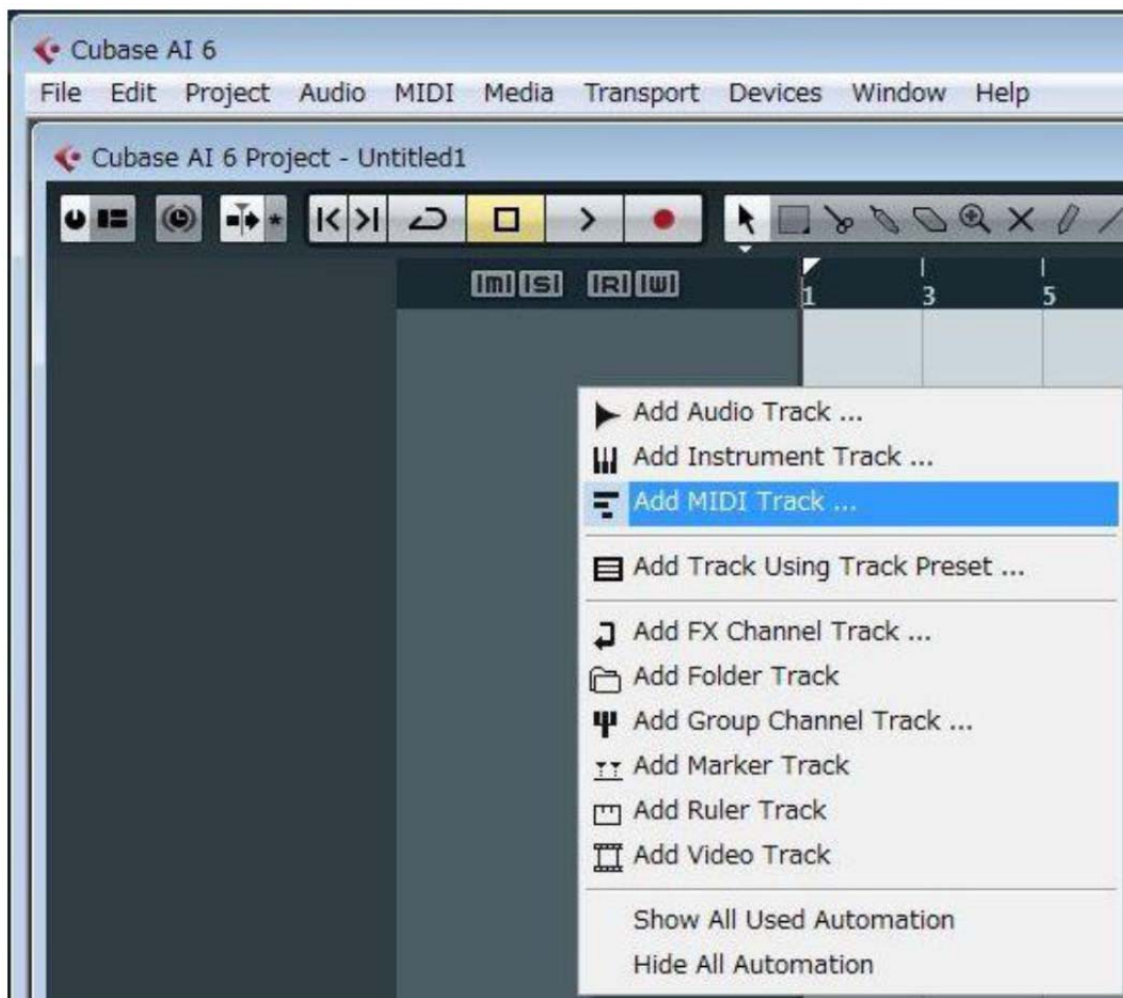 Cubase AI 6
File Edit Project Audio MIDI Media Transport Devices Window Help
Cubase AI 6 Project - Untitled1
M S R W
1 3 5
Add Audio Track ...
Add Instrument Track ...
Add MIDI Track ...
Add Track Using Track Preset ...
Add FX Channel Track ...
Add Folder Track
Add Group Channel Track ...
Add Marker Track
Add Ruler Track
Add Video Track
Show All Used Automation
Hide All Automation